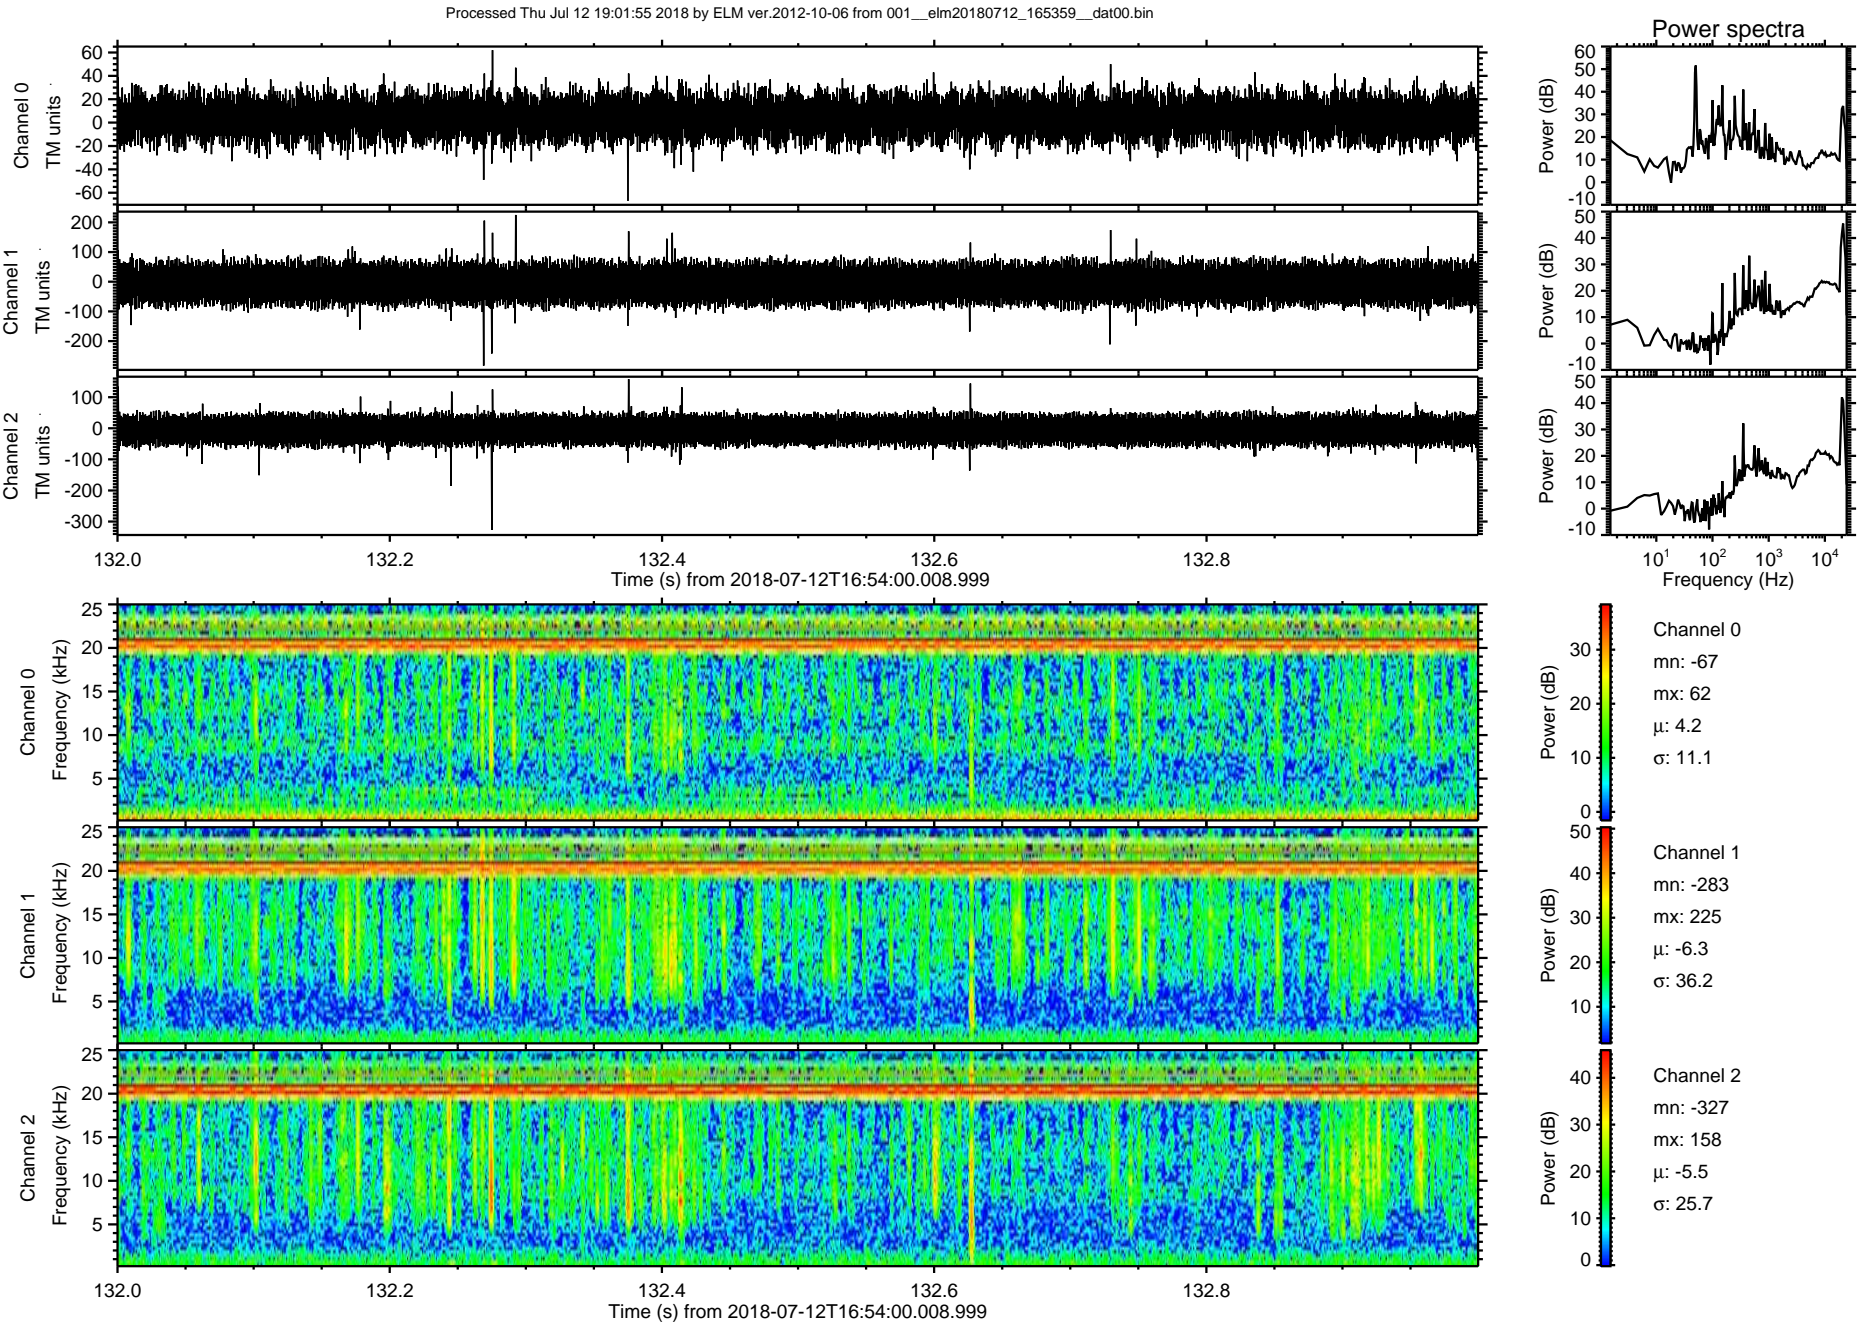 Processed Thu Jul 12 19:01:55 2018 by ELM ver.2012-10-06 from 001__elm20180712_165359__dat00.bin
Power spectra
Channel 0
TM units
60
40
20
0
-20
-40
-60
Power (dB)
60
50
40
30
20
10
0
-10
Channel 1
TM units
200
100
0
-100
-200
Power (dB)
50
40
30
20
10
0
-10
Channel 2
TM units
100
0
-100
-200
-300
Power (dB)
50
40
30
20
10
0
-10
132.0 132.2 132.4 132.6 132.8
Time (s) from 2018-07-12T16:54:00.008.999
10¹ 10² 10³ 10⁴
Frequency (Hz)
Channel 0
Frequency (kHz)
25
20
15
10
5
Power (dB)
30
20
10
0
Channel 0
mn: -67
mx: 62
μ: 4.2
σ: 11.1
Channel 1
Frequency (kHz)
25
20
15
10
5
Power (dB)
50
40
30
20
10
Channel 1
mn: -283
mx: 225
μ: -6.3
σ: 36.2
Channel 2
Frequency (kHz)
25
20
15
10
5
Power (dB)
40
30
20
10
0
Channel 2
mn: -327
mx: 158
μ: -5.5
σ: 25.7
132.0 132.2 132.4 132.6 132.8
Time (s) from 2018-07-12T16:54:00.008.999